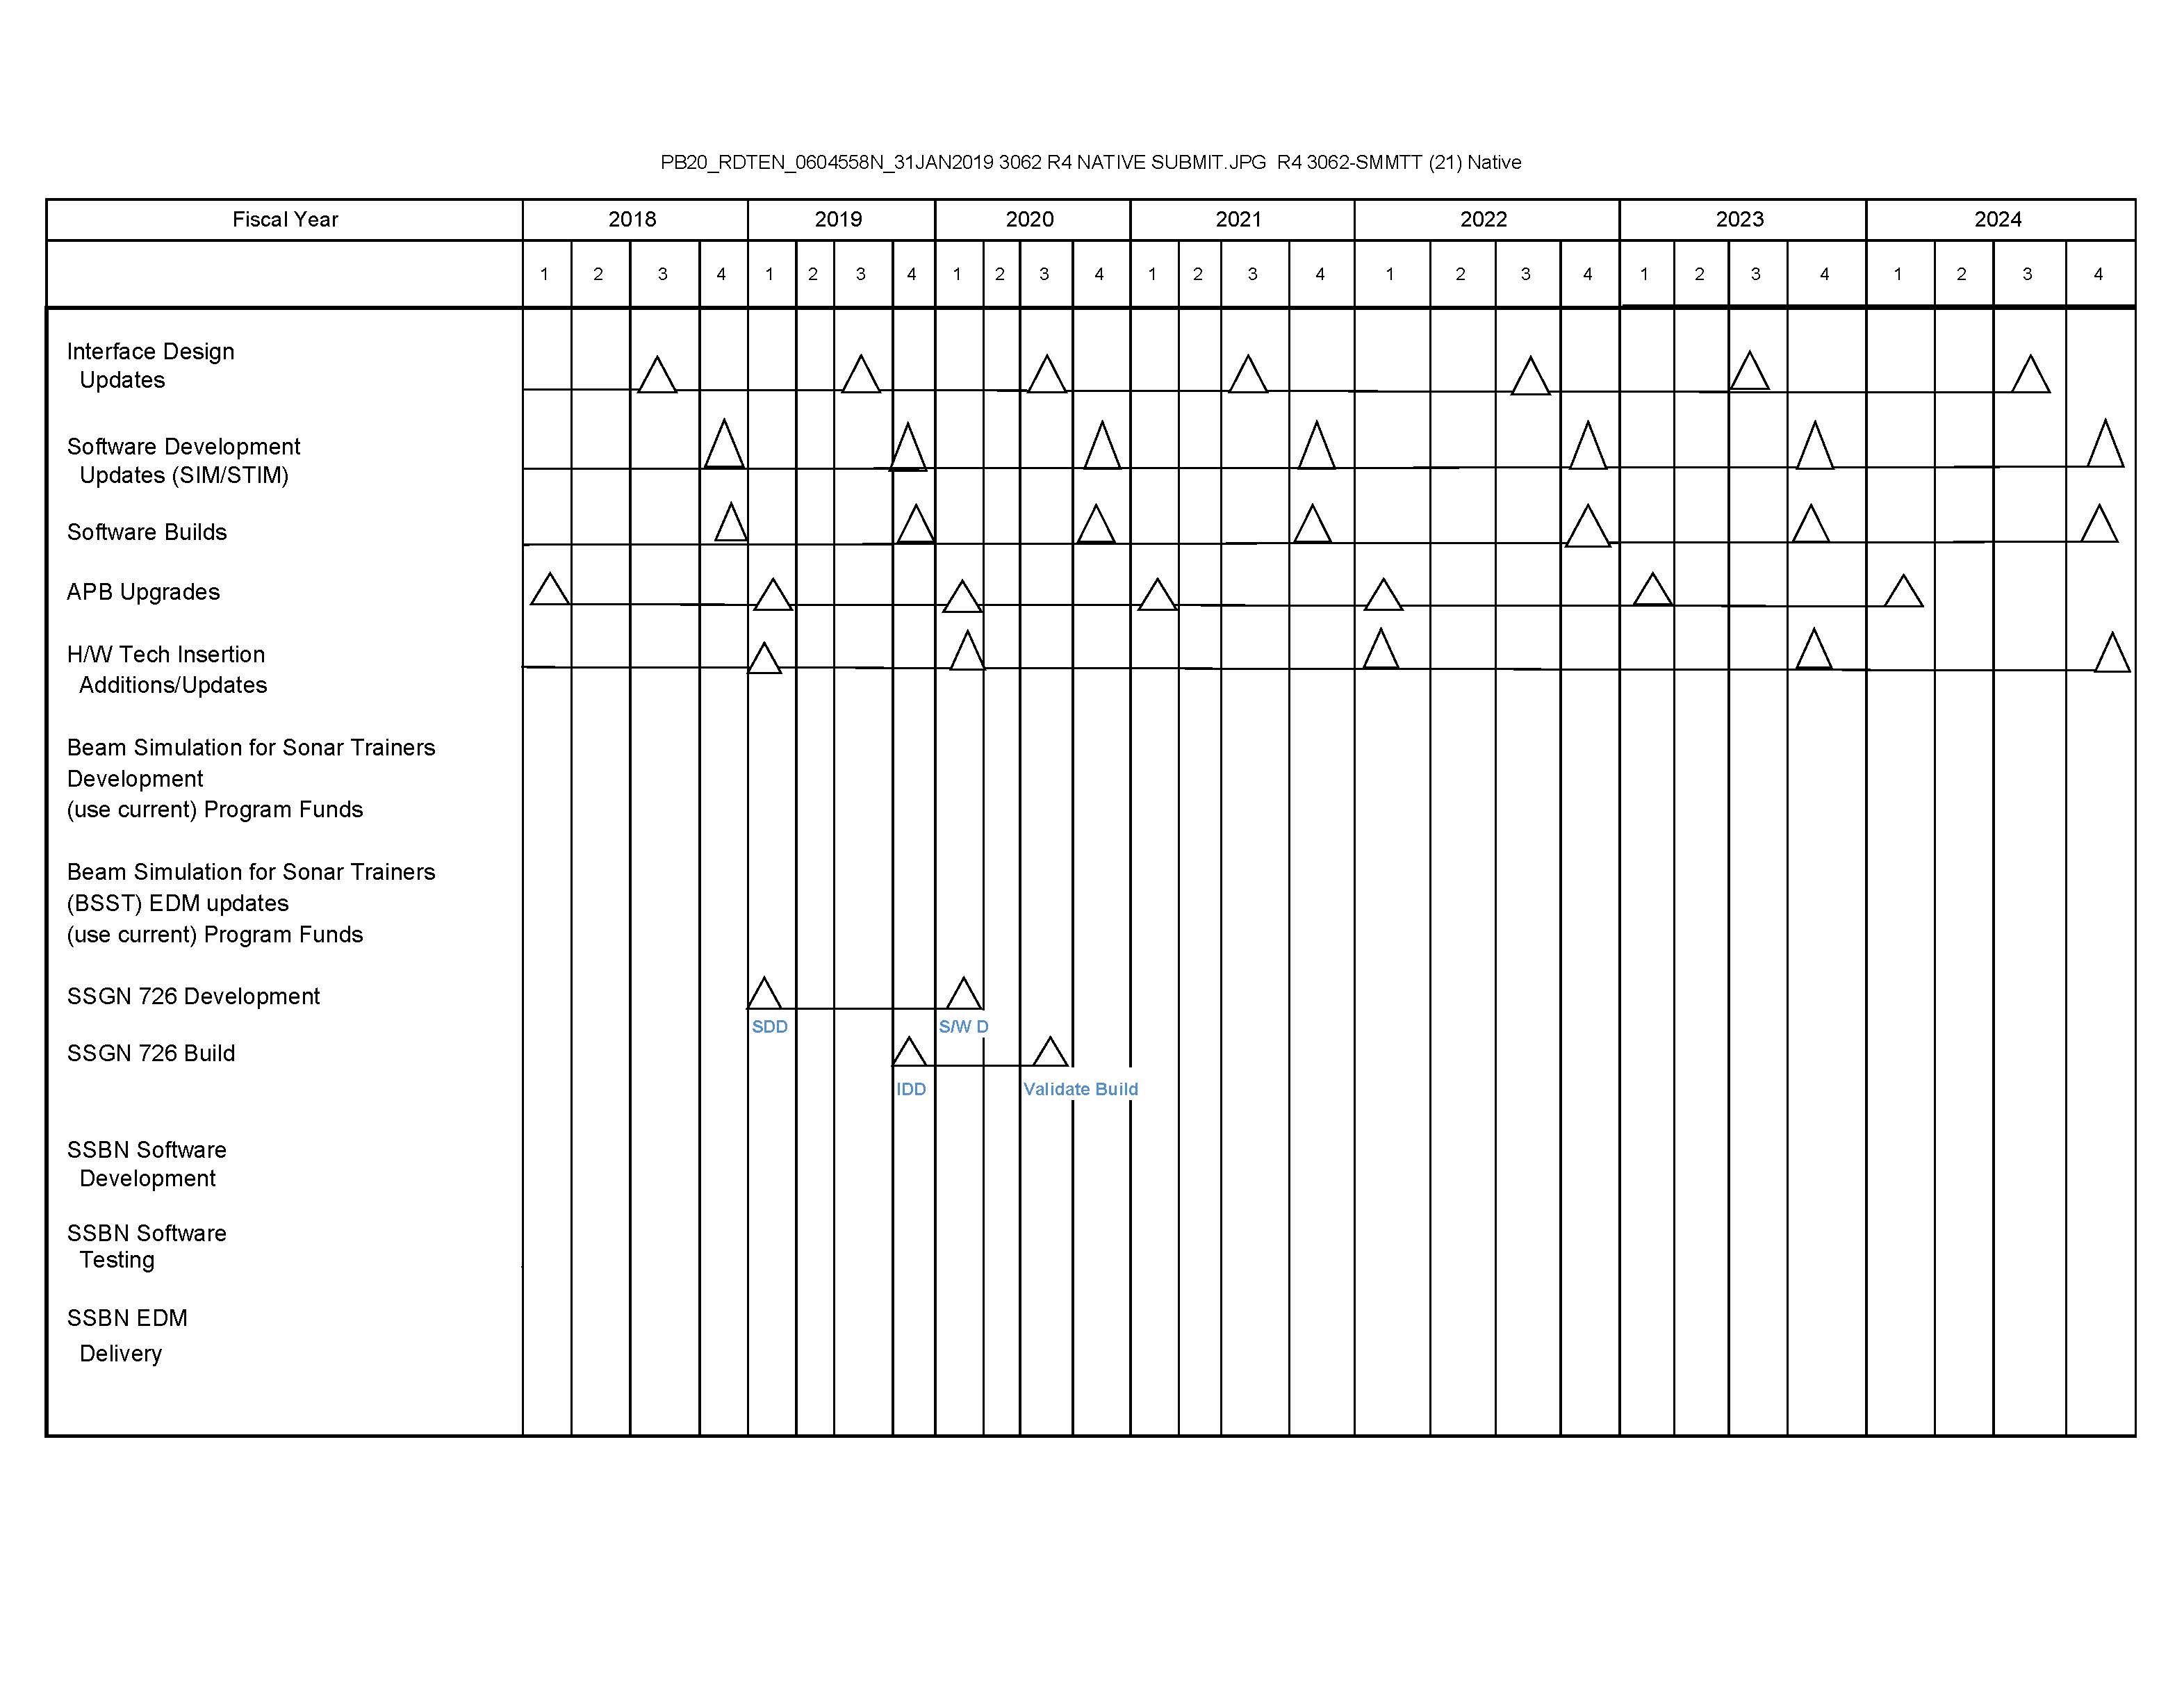 PB20_RDTEN_0604558N_31JAN2019 3062 R4 NATIVE SUBMIT.JPG  R4 3062-SMMTT (21) Native
Fiscal Year 2018 2019 2020 2021 2022 2023 2024
1 2 3 4 1 2 3 4 1 2 3 4 1 2 3 4 1 2 3 4 1 2 3 4 1 2 3 4
Interface Design
Updates
Software Development
Updates (SIM/STIM)
Software Builds
APB Upgrades
H/W Tech Insertion
Additions/Updates
Beam Simulation for Sonar Trainers
Development
(use current) Program Funds
Beam Simulation for Sonar Trainers
(BSST) EDM updates
(use current) Program Funds
SSGN 726 Development
SDD S/W D
SSGN 726 Build
IDD Validate Build
SSBN Software
Development
SSBN Software
Testing
SSBN EDM
Delivery